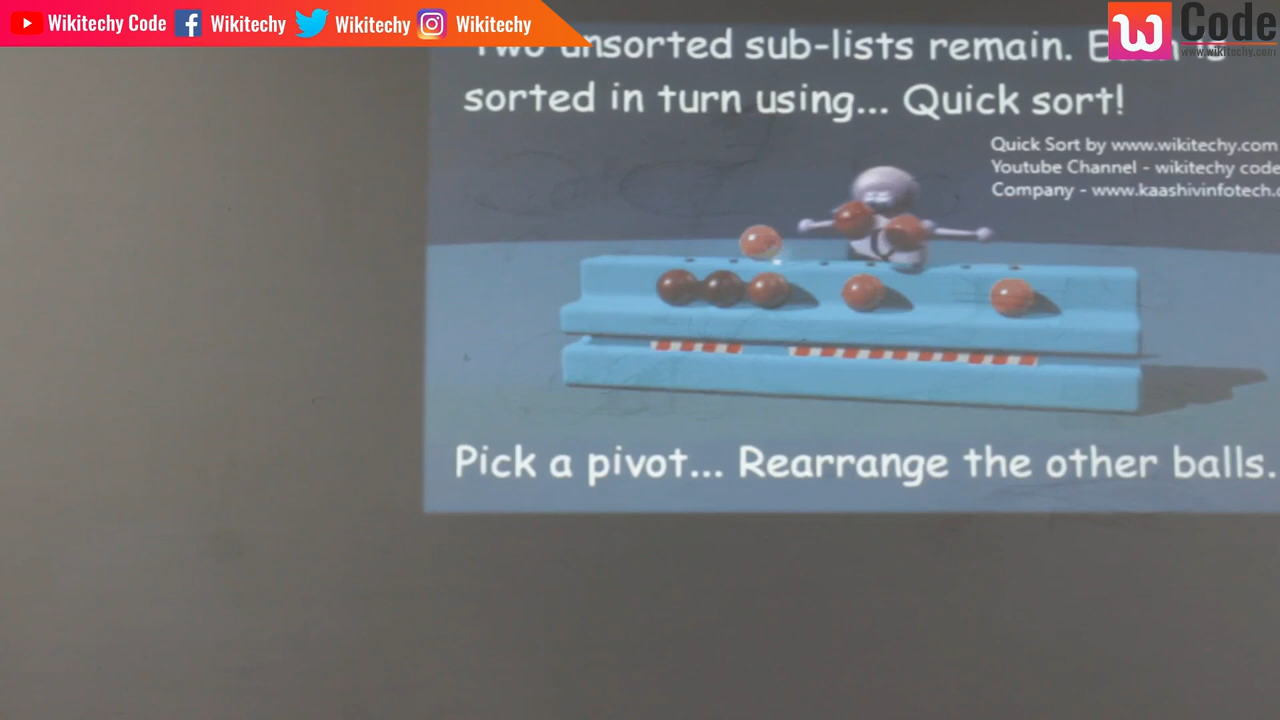 Wikitechy Code Wikitechy Wikitechy Wikitechy
Code
www.wikitechy.com
Two unsorted sub-lists remain. Each is
sorted in turn using... Quick sort!
Quick Sort by www.wikitechy.com
Youtube Channel - wikitechy code
Company - www.kaashivinfotech.c
Pick a pivot... Rearrange the other balls.